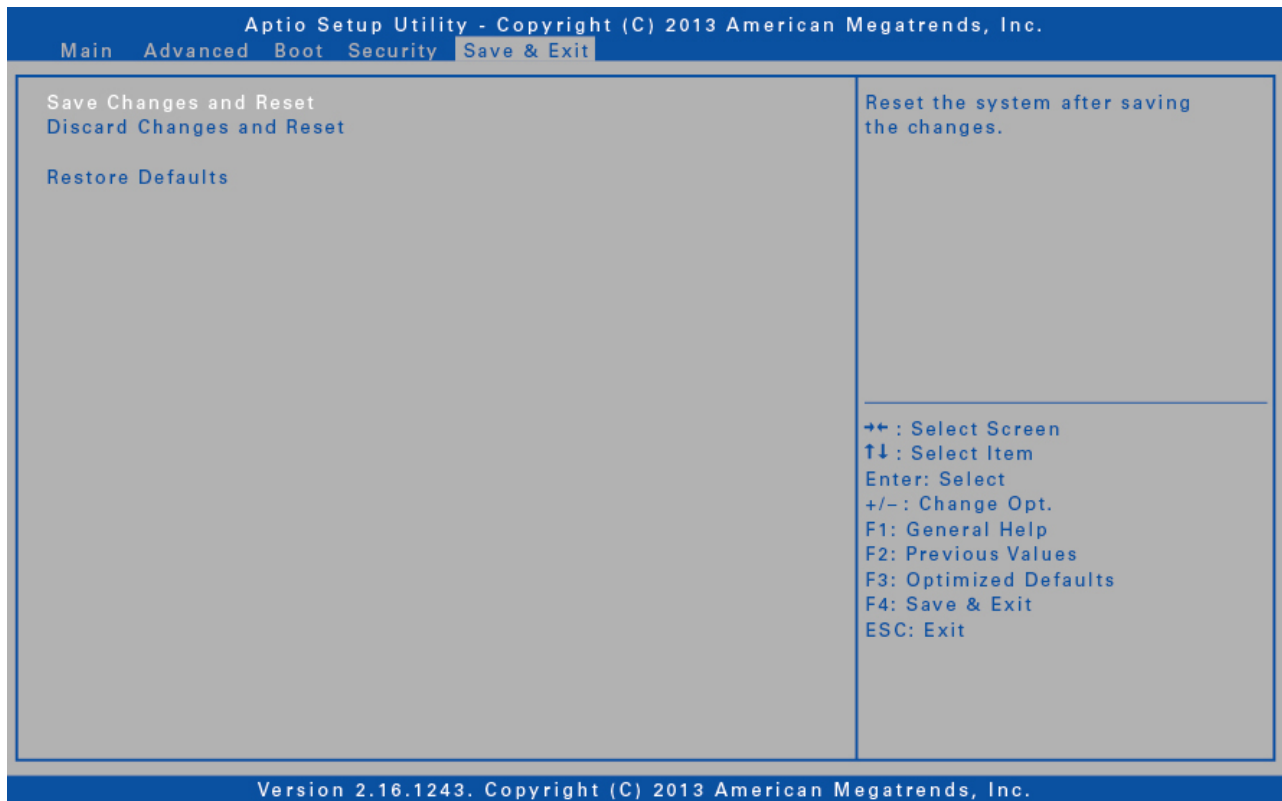 Aptio Setup Utility - Copyright (C) 2013 American Megatrends, Inc.
Main Advanced Boot Security Save & Exit
Save Changes and Reset
Discard Changes and Reset
Restore Defaults
Reset the system after saving
the changes.
→← : Select Screen
↑↓ : Select Item
Enter: Select
+/– : Change Opt.
F1: General Help
F2: Previous Values
F3: Optimized Defaults
F4: Save & Exit
ESC: Exit
Version 2.16.1243. Copyright (C) 2013 American Megatrends, Inc.